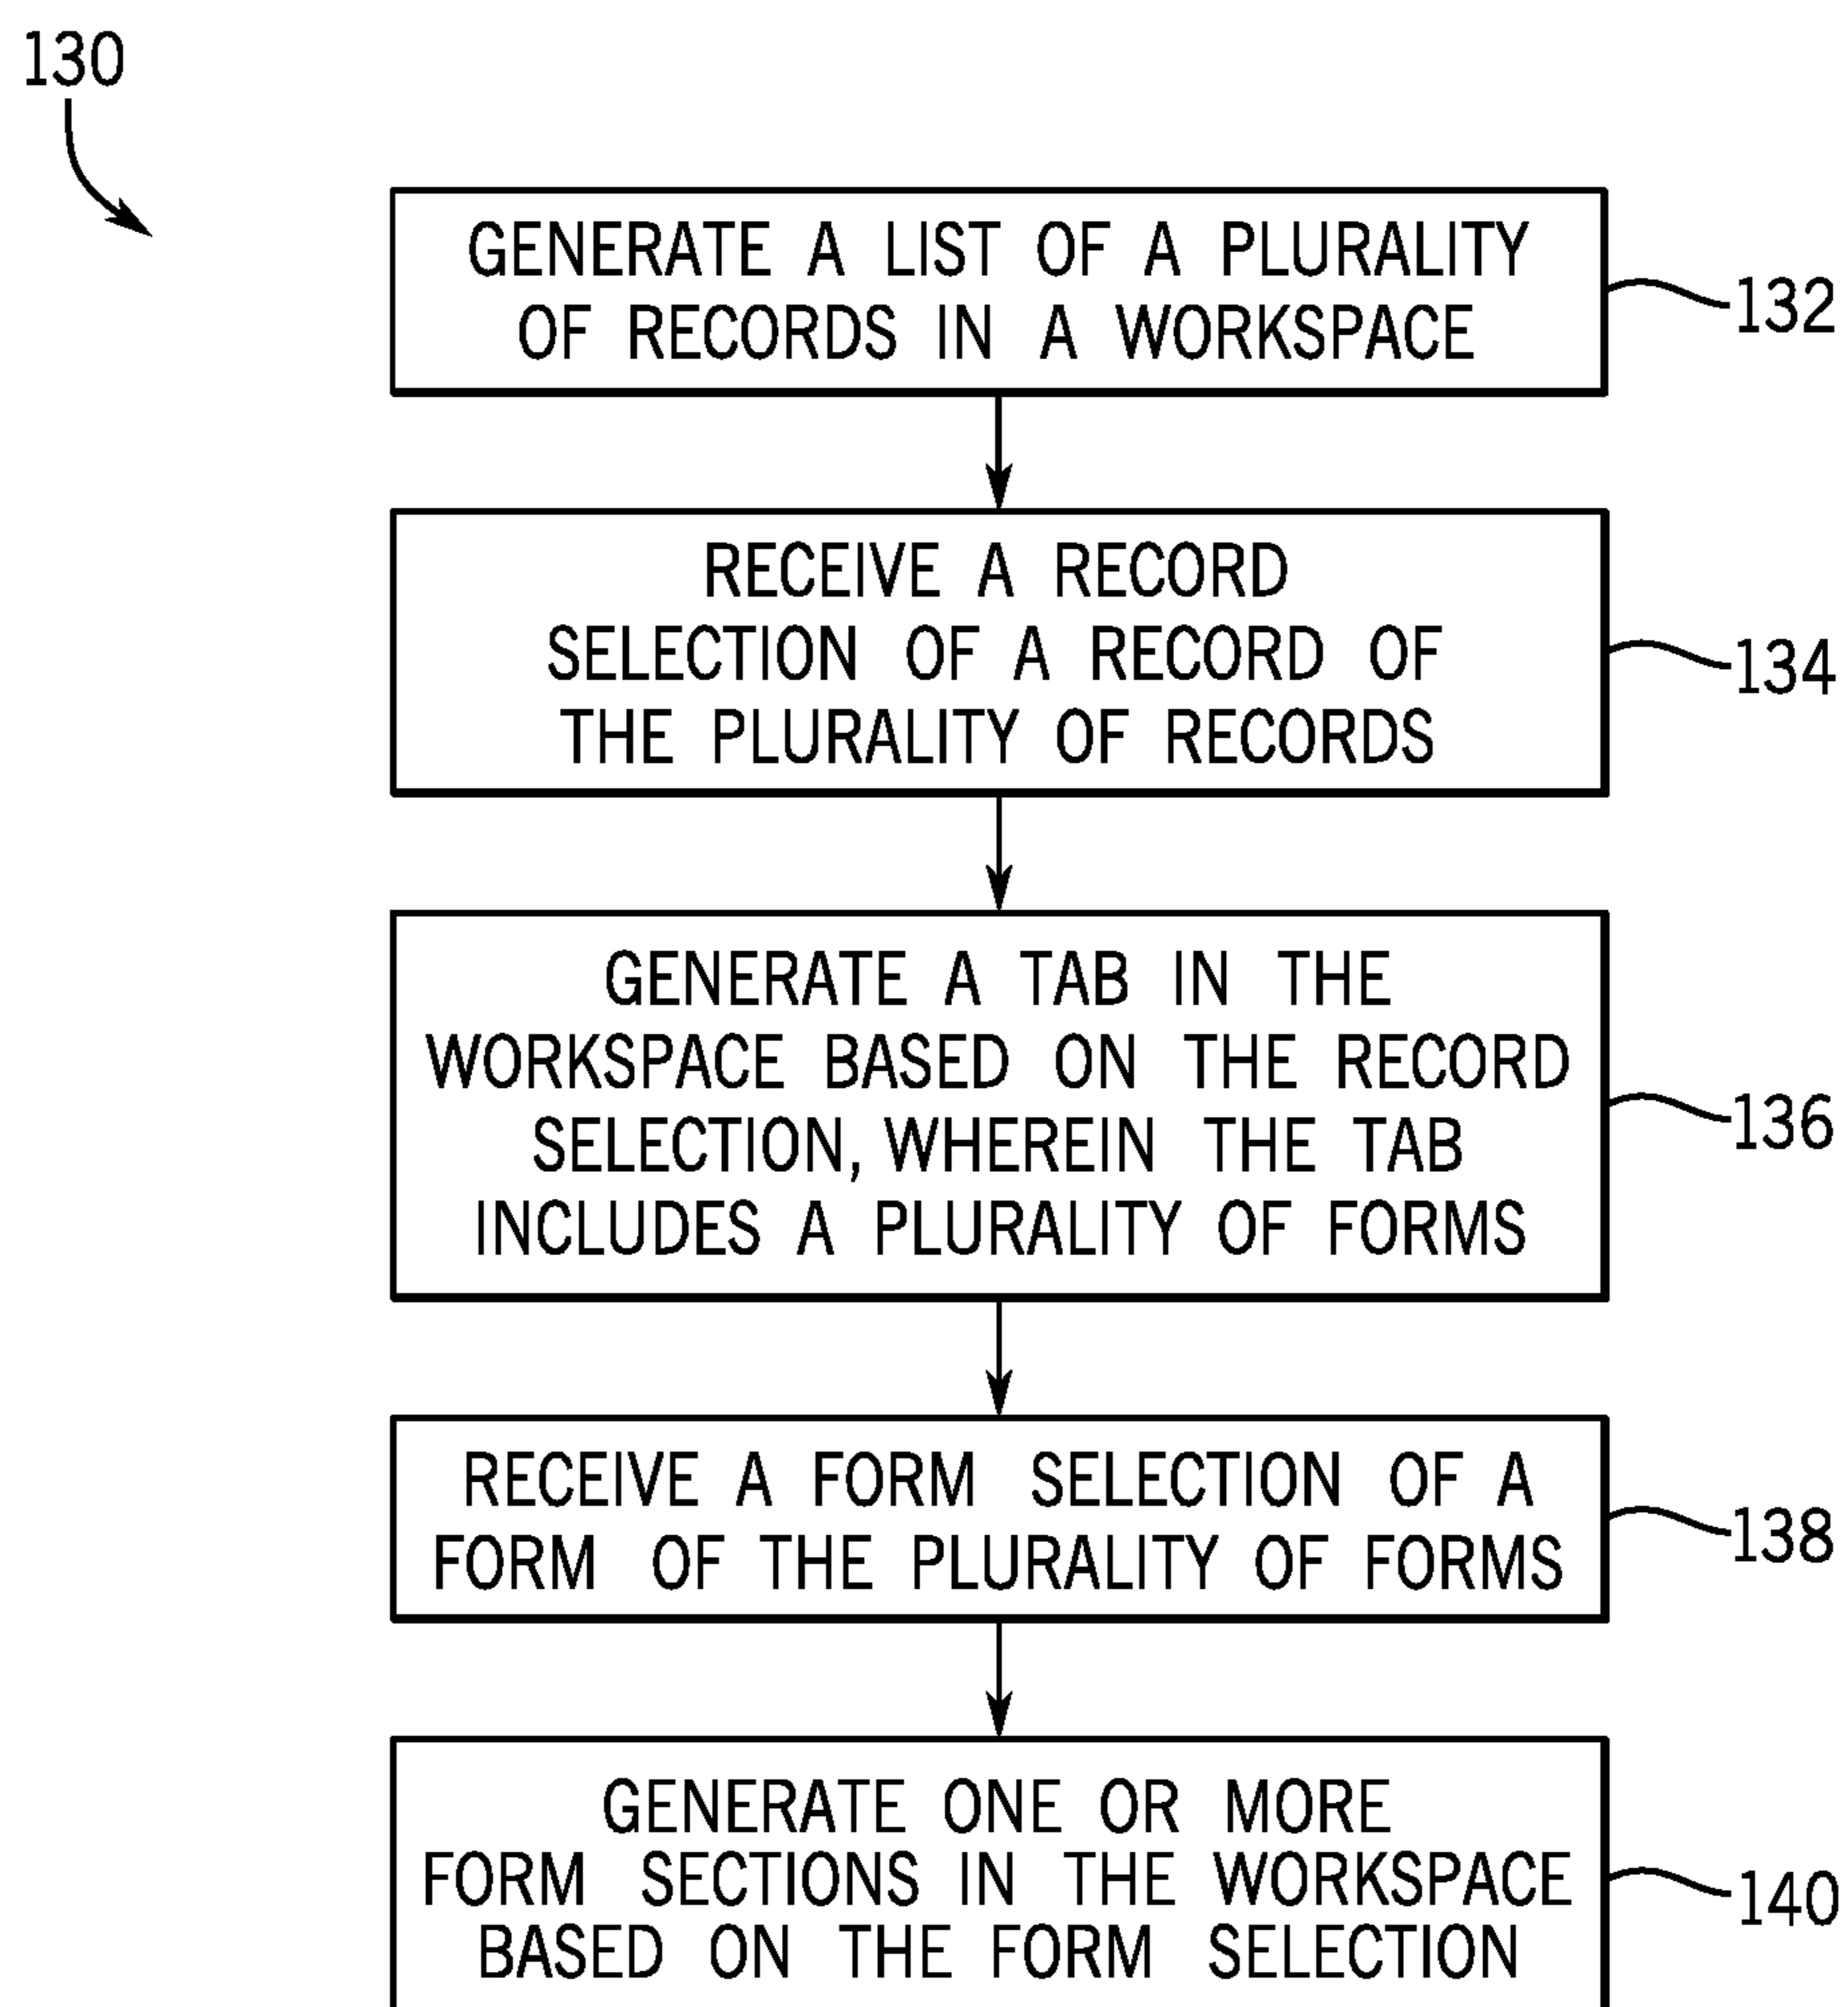 130
GENERATE A LIST OF A PLURALITY
OF RECORDS IN A WORKSPACE
132
RECEIVE A RECORD
SELECTION OF A RECORD OF
THE PLURALITY OF RECORDS
134
GENERATE A TAB IN THE
WORKSPACE BASED ON THE RECORD
SELECTION, WHEREIN THE TAB
INCLUDES A PLURALITY OF FORMS
136
RECEIVE A FORM SELECTION OF A
FORM OF THE PLURALITY OF FORMS
138
GENERATE ONE OR MORE
FORM SECTIONS IN THE WORKSPACE
BASED ON THE FORM SELECTION
140